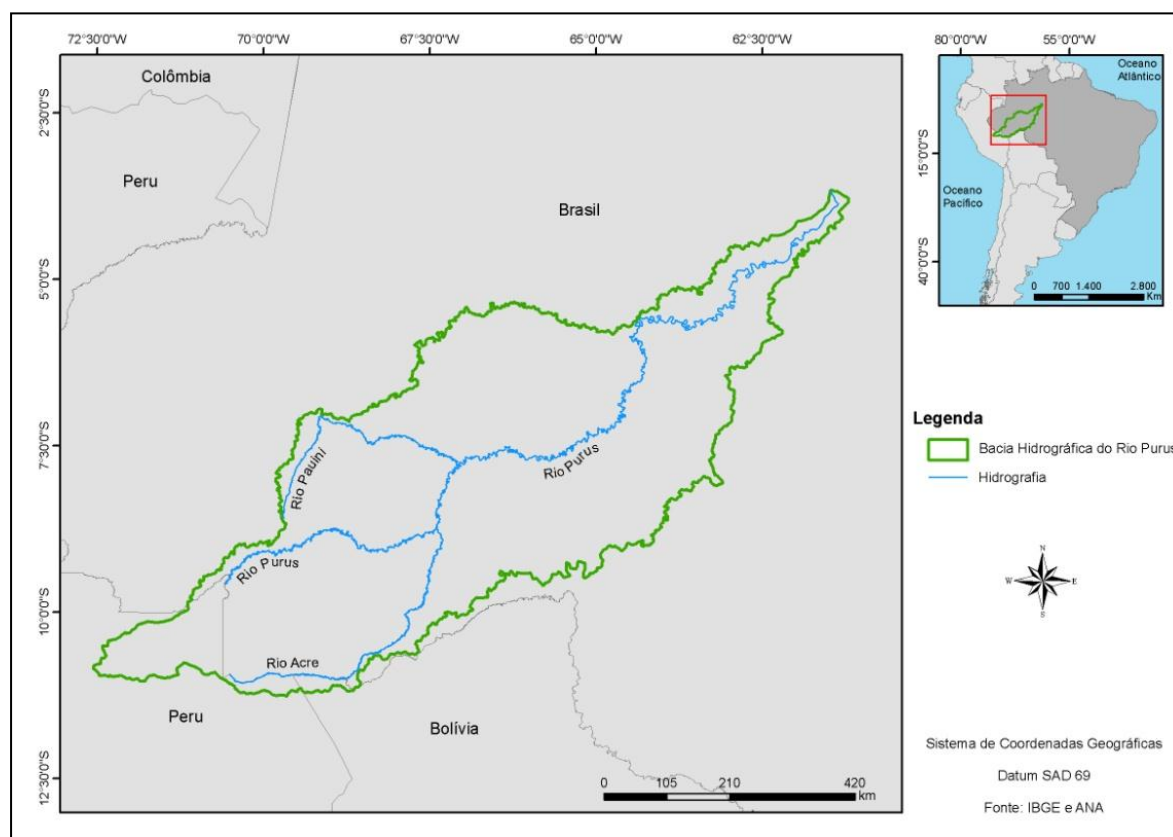 72°30'0"W
70°0'0"W
67°30'0"W
65°0'0"W
62°30'0"W
2°30'0"S
5°0'0"S
7°30'0"S
10°0'0"S
12°30'0"S
Colômbia
Peru
Brasil
Rio Pauini
Rio Purus
Rio Purus
Rio Acre
Peru
Bolívia
0 105 210 420
km
80°0'0"W
55°0'0"W
15°0'0"S
40°0'0"S
Oceano
Atlântico
Oceano
Pacífico
0 700 1.400 2.800
Km
Legenda
Bacia Hidrográfica do Rio Purus
Hidrografia
N
W
E
S
Sistema de Coordenadas Geográficas
Datum SAD 69
Fonte: IBGE e ANA